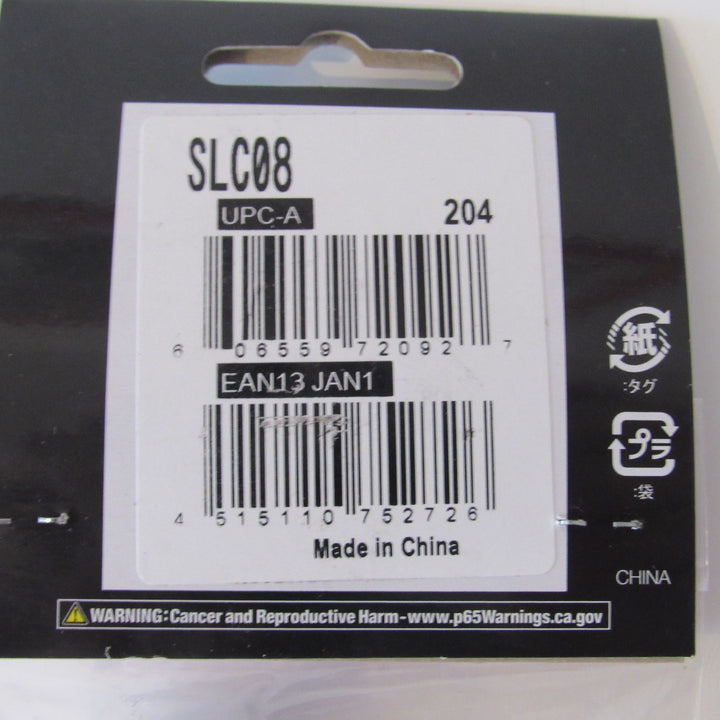 SLC08
UPC-A 204
6 06559 72092 7
EAN13 JAN1
4 515110 752726
Made in China
紙
:タグ
プラ
:袋
CHINA
WARNING: Cancer and Reproductive Harm-www.p65Warnings.ca.gov